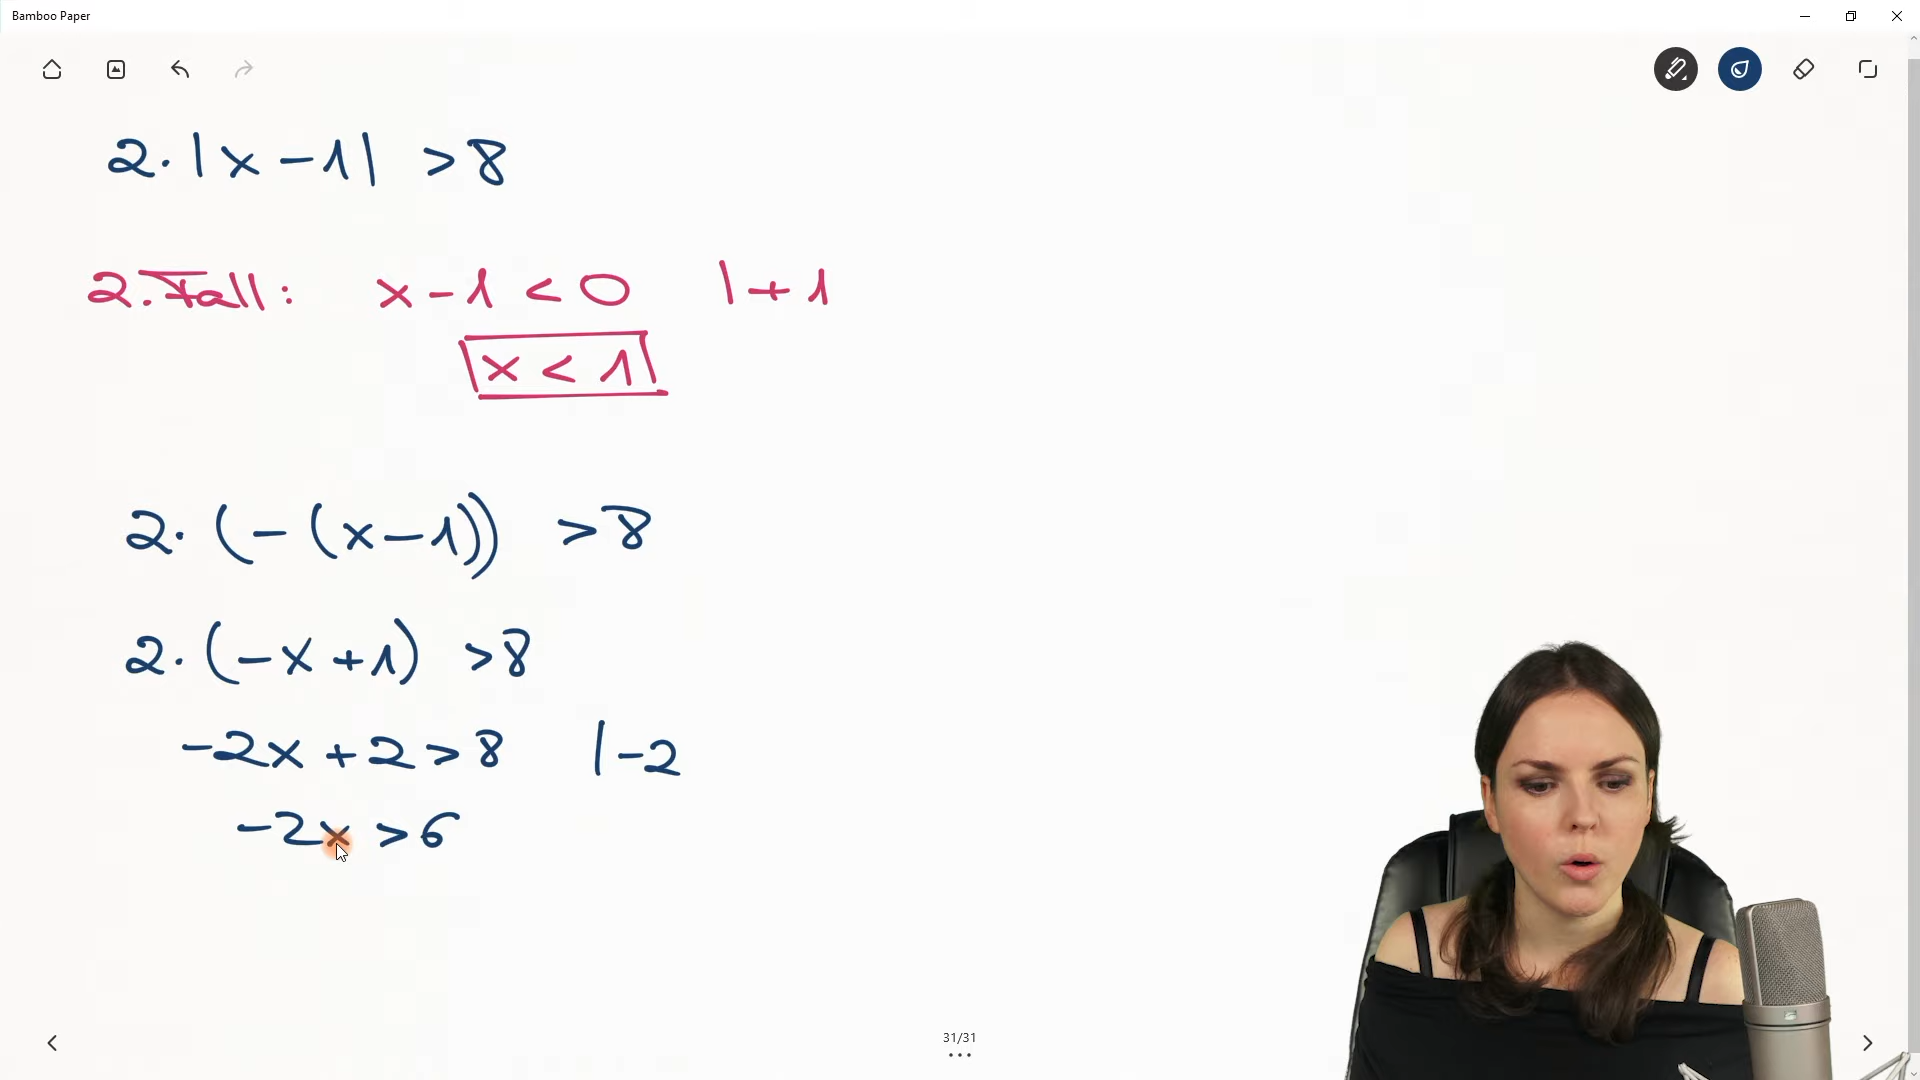 Bamboo Paper
2·|x-1| >8
2. Fall: x-1<0 |+1
x<1
2·(-(x-1)) >8
2·(-x+1) >8
-2x+2>8 |-2
-2x >6
31/31